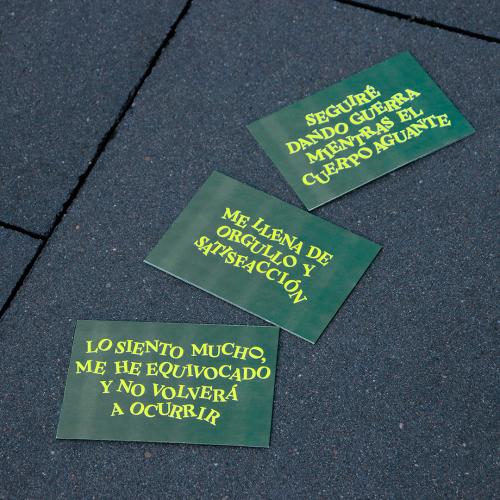 SEGUIRÉ
DANDO GUERRA
MIENTRAS EL
CUERPO AGUANTE
ME LLENA DE
ORGULLO Y
SATISFACCIÓN
LO SIENTO MUCHO,
ME HE EQUIVOCADO
Y NO VOLVERÁ
A OCURRIR